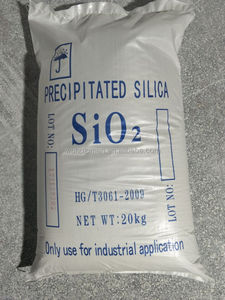 PRECIPITATED SILICA
LOT NO:
SiO2
HG/T3061-2009
LOT NO:
NET WT:20kg
Only use for industrial application